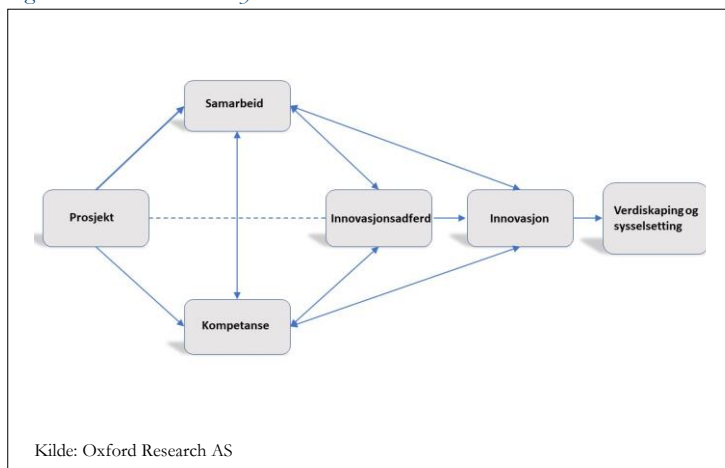 Samarbeid
Prosjekt
Innovasjonsadferd
Innovasjon
Verdiskaping og
sysselsetting
Kompetanse
Kilde: Oxford Research AS